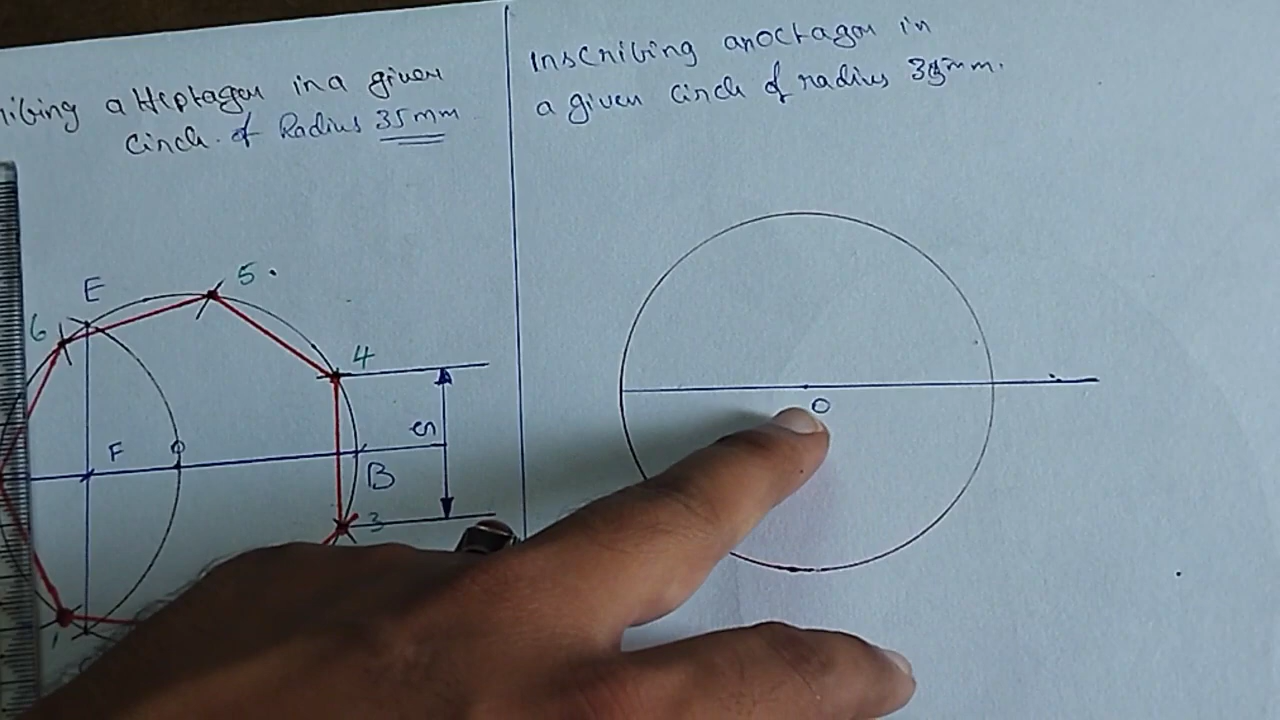 ribing a Heptagon in a given
Circle of Radius 35mm
Inscribing an octagon in
a given Circle of radius 35mm.
E
5
6
4
F
O
B
3
1
O